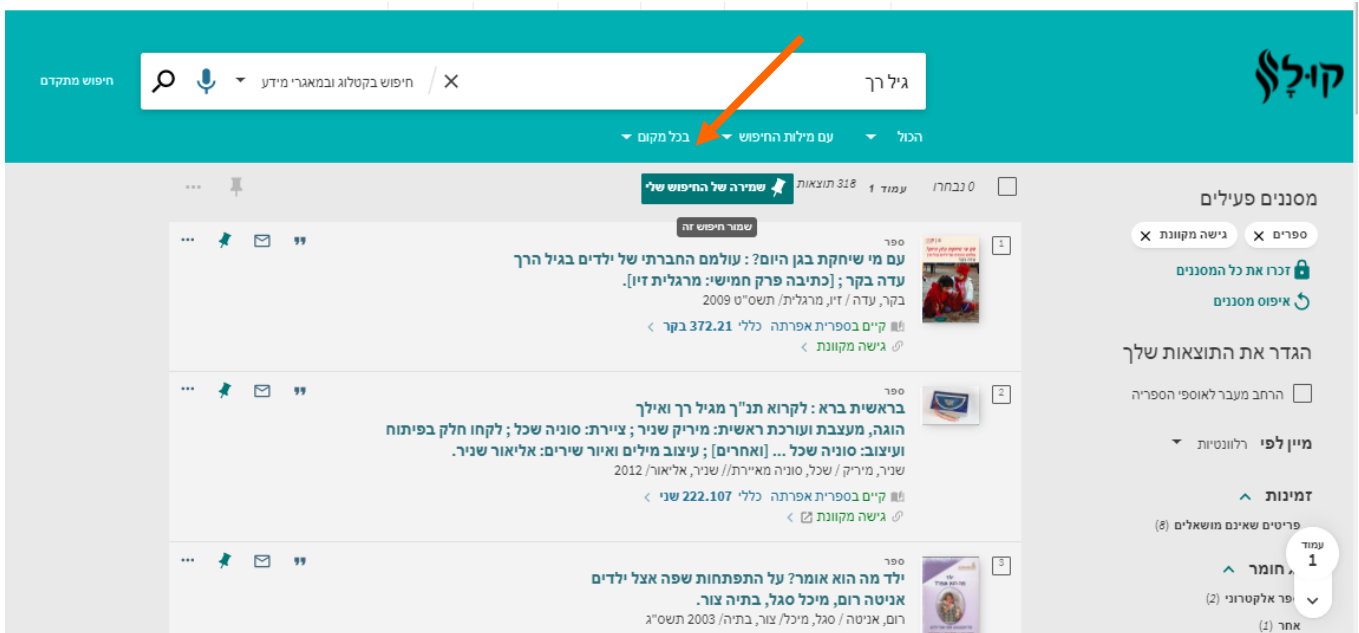 קולע
גיל רך
חיפוש בקטלוג ובמאגרי מידע
חיפוש מתקדם
הכול
עם מילות החיפוש
בכל מקום
0 נבחרו
עמוד 1
318 תוצאות
שמירה של החיפוש שלי
שמור חיפוש זה
מסננים פעילים
ספרים X
גישה מקוונת X
זכרו את כל המסננים
איפוס מסננים
הגדר את התוצאות שלך
הרחב מעבר לאוספי הספריה
מיין לפי רלוונטיות
זמינות
פריטים שאינם מושאלים (8)
חומר
פר אלקטרוני (2)
אחר (1)
עמוד
1
1
ספר
עם מי שיחקת בגן היום? : עולמם החברתי של ילדים בגיל הרך
עדה בקר ; [כתיבה פרק חמישי: מרגלית זיו].
בקר, עדה / זיו, מרגלית/ תשס"ט 2009
קיים בספרית אפרתה כללי 372.21 בקר
גישה מקוונת
2
ספר
בראשית ברא : לקרוא תנ"ך מגיל רך ואילך
הוגה, מעצבת ועורכת ראשית: מיריק שניר ; ציירת: סוניה שכל ; לקחו חלק בפיתוח
ועיצוב: סוניה שכל ... [ואחרים] ; עיצוב מילים ואיור שירים: אליאור שניר.
שניר, מיריק / שכל, סוניה מאיירת// שניר, אליאור/ 2012
קיים בספרית אפרתה כללי 222.107 שני
גישה מקוונת
3
ספר
ילד מה הוא אומר? על התפתחות שפה אצל ילדים
אניטה רום, מיכל סגל, בתיה צור.
רום, אניטה / סגל, מיכל/ צור, בתיה/ 2003 תשס"ג